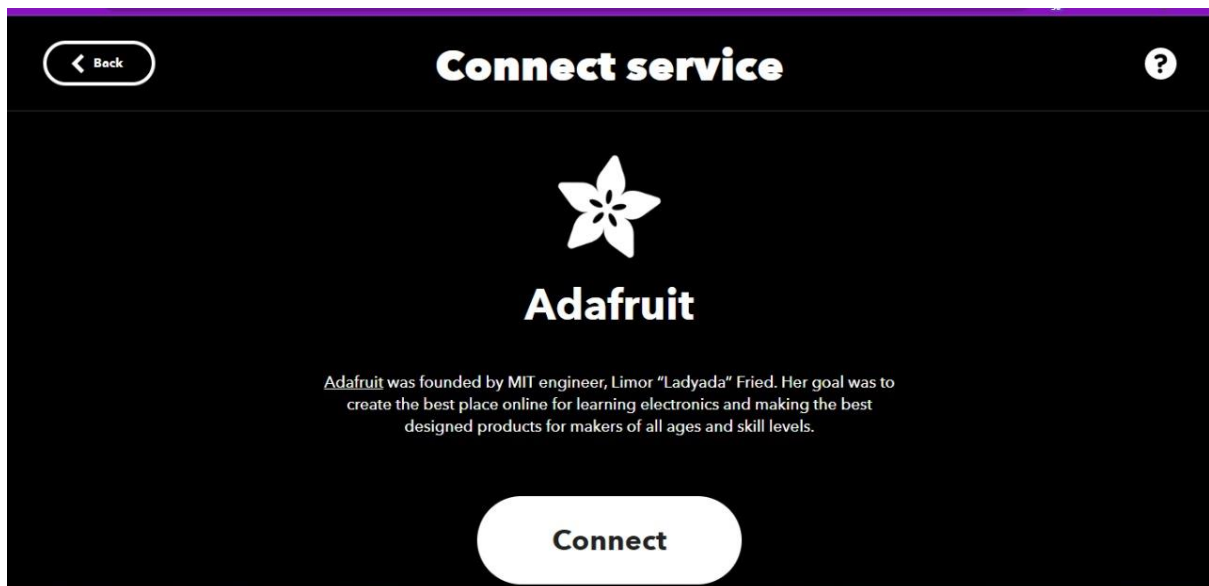 Back
Connect service
?
Adafruit
Adafruit was founded by MIT engineer, Limor “Ladyada” Fried. Her goal was to
create the best place online for learning electronics and making the best
designed products for makers of all ages and skill levels.
Connect